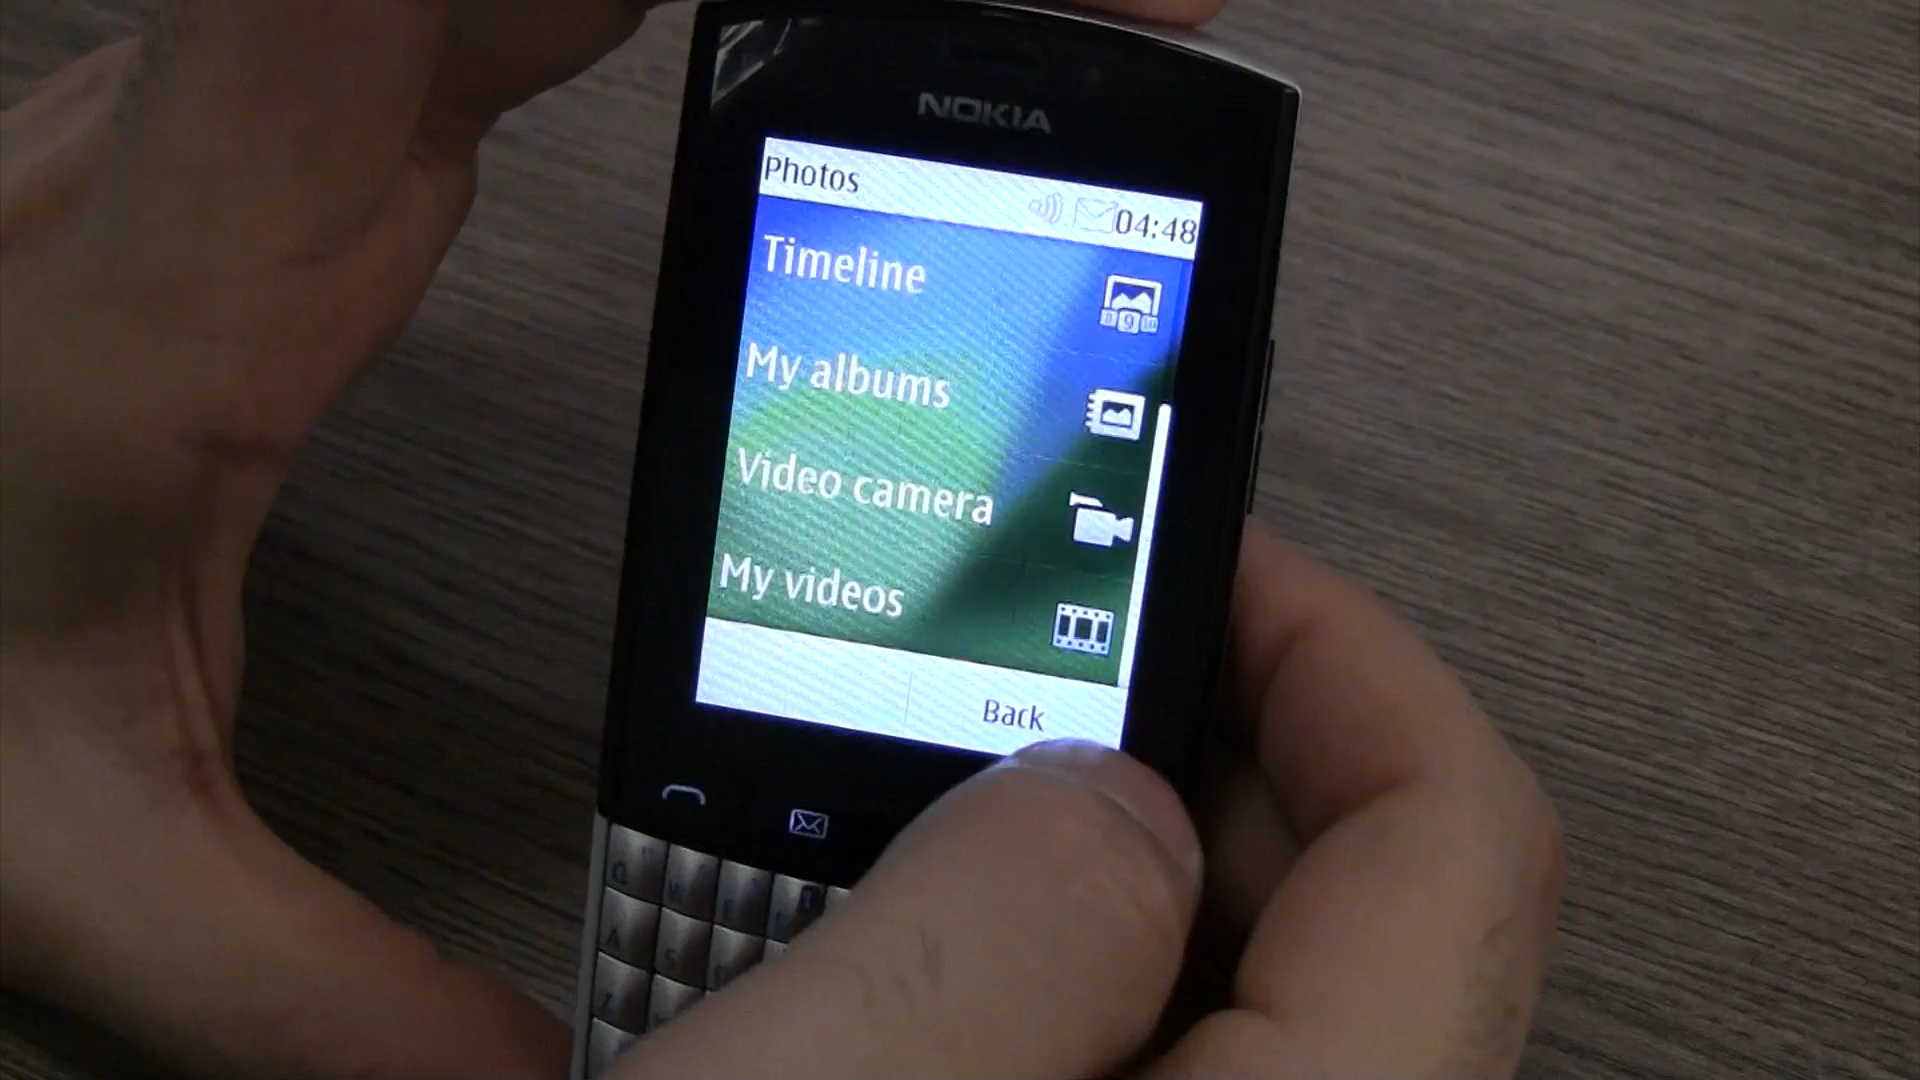 NOKIA
Photos
04:48
Timeline
My albums
Video camera
My videos
Back
Q W E
A S
Z